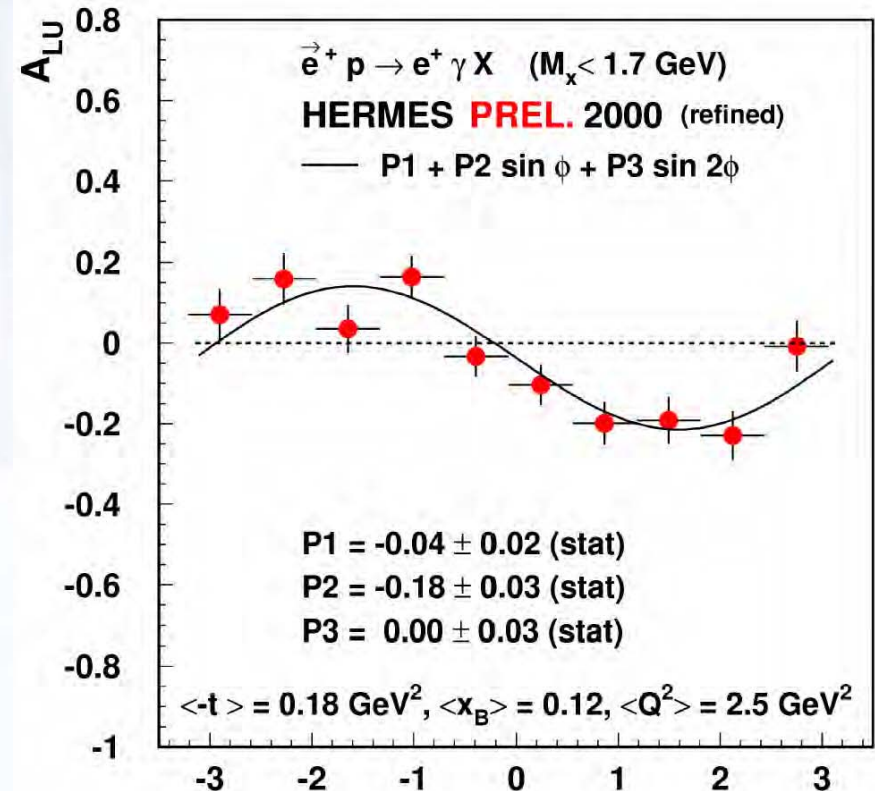 A_LU
0.8
0.6
0.4
0.2
0
-0.2
-0.4
-0.6
-0.8
-1
e⃗⁺ p → e⁺ γ X (Mₓ< 1.7 GeV)
HERMES PREL. 2000 (refined)
P1 + P2 sin ϕ + P3 sin 2ϕ
P1 = -0.04 ± 0.02 (stat)
P2 = -0.18 ± 0.03 (stat)
P3 = 0.00 ± 0.03 (stat)
<-t > = 0.18 GeV², <x_B> = 0.12, <Q²> = 2.5 GeV²
-3 -2 -1 0 1 2 3